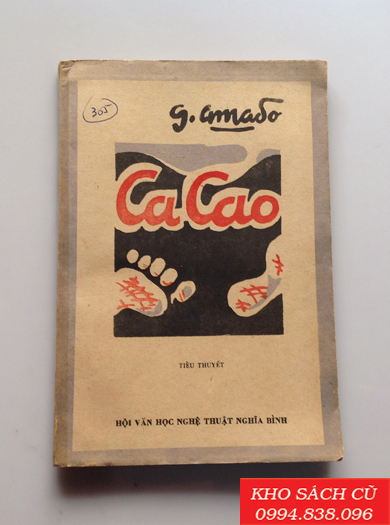 305
G. Amado
Ca-Cao
TIỂU THUYẾT
HỘI VĂN HỌC NGHỆ THUẬT NGHĨA BÌNH
KHO SÁCH CŨ
0994.838.096